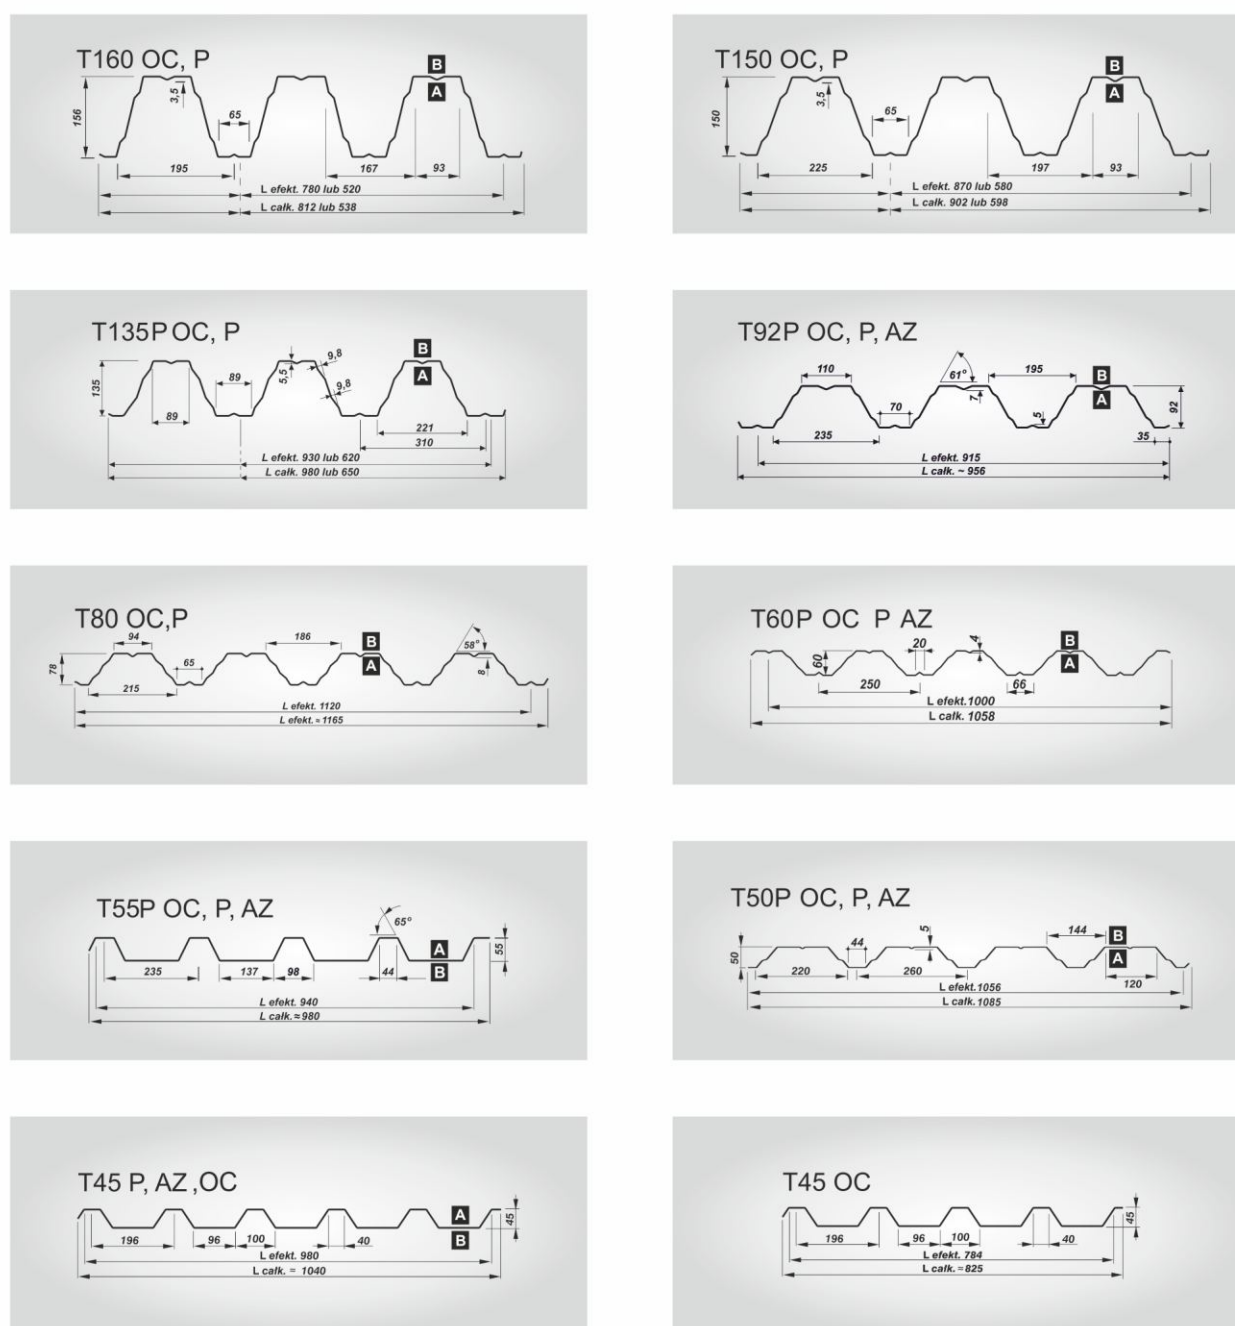 T160 OC, P
B
A
156
3,5
65
195
167
93
L efekt. 780 lub 520
L całk. 812 lub 538
T150 OC, P
B
A
150
3,5
65
225
197
93
L efekt. 870 lub 580
L całk. 902 lub 598
T135P OC, P
B
A
135
89
89
5,5
9,8
9,8
221
310
L efekt. 930 lub 620
L całk. 980 lub 650
T92P OC, P, AZ
110
61°
7
195
B
A
92
70
5
235
35
L efekt. 915
L całk. ~ 956
T80 OC,P
94
186
B
A
58°
78
65
8
215
L efekt. 1120
L efekt. ≈ 1165
T60P OC P AZ
20
4
B
A
60
250
66
L efekt.1000
L całk. 1058
T55P OC, P, AZ
65°
A
B
55
235
137
98
44
L efekt. 940
L całk.≈980
T50P OC, P, AZ
5
44
144
B
A
50
220
260
120
L efekt.1056
L całk.1085
T45 P, AZ ,OC
A
B
45
196
96
100
40
L efekt. 980
L całk. = 1040
T45 OC
45
196
96
100
40
L efekt. 784
L całk.≈825